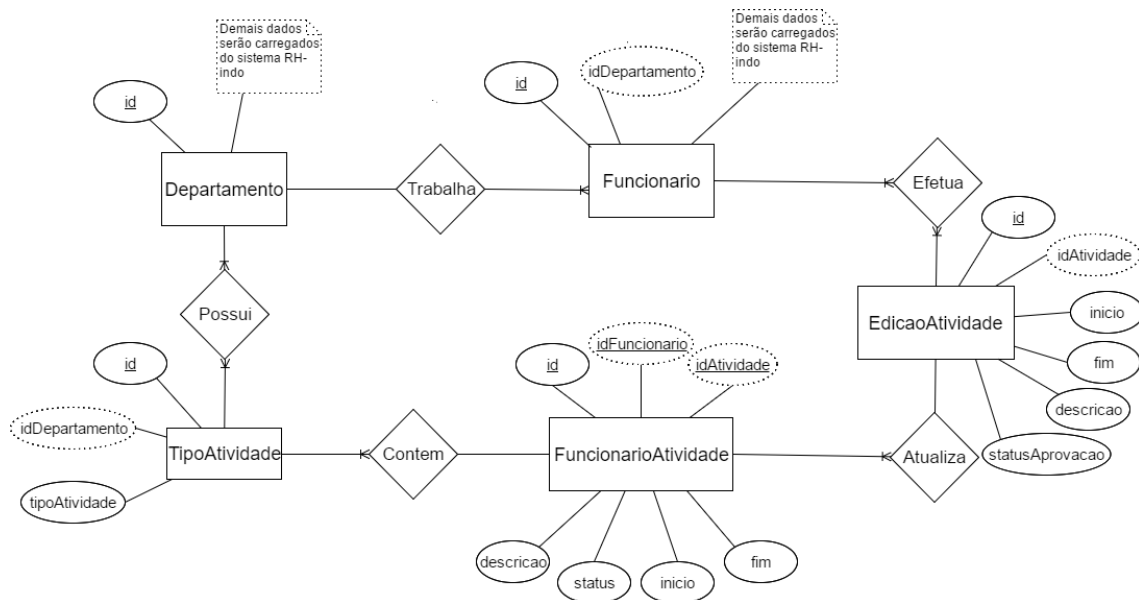 Demais dados
serão carregados
do sistema RH-
indo
Demais dados
serão carregados
do sistema RH-
indo
id
id
idDepartamento
Departamento
Trabalha
Funcionario
Efetua
id
idAtividade
Possui
EdicaoAtividade
inicio
fim
descricao
statusAprovacao
id
idDepartamento
TipoAtividade
tipoAtividade
Contem
id
idFuncionario
idAtividade
FuncionarioAtividade
Atualiza
descricao
status
inicio
fim